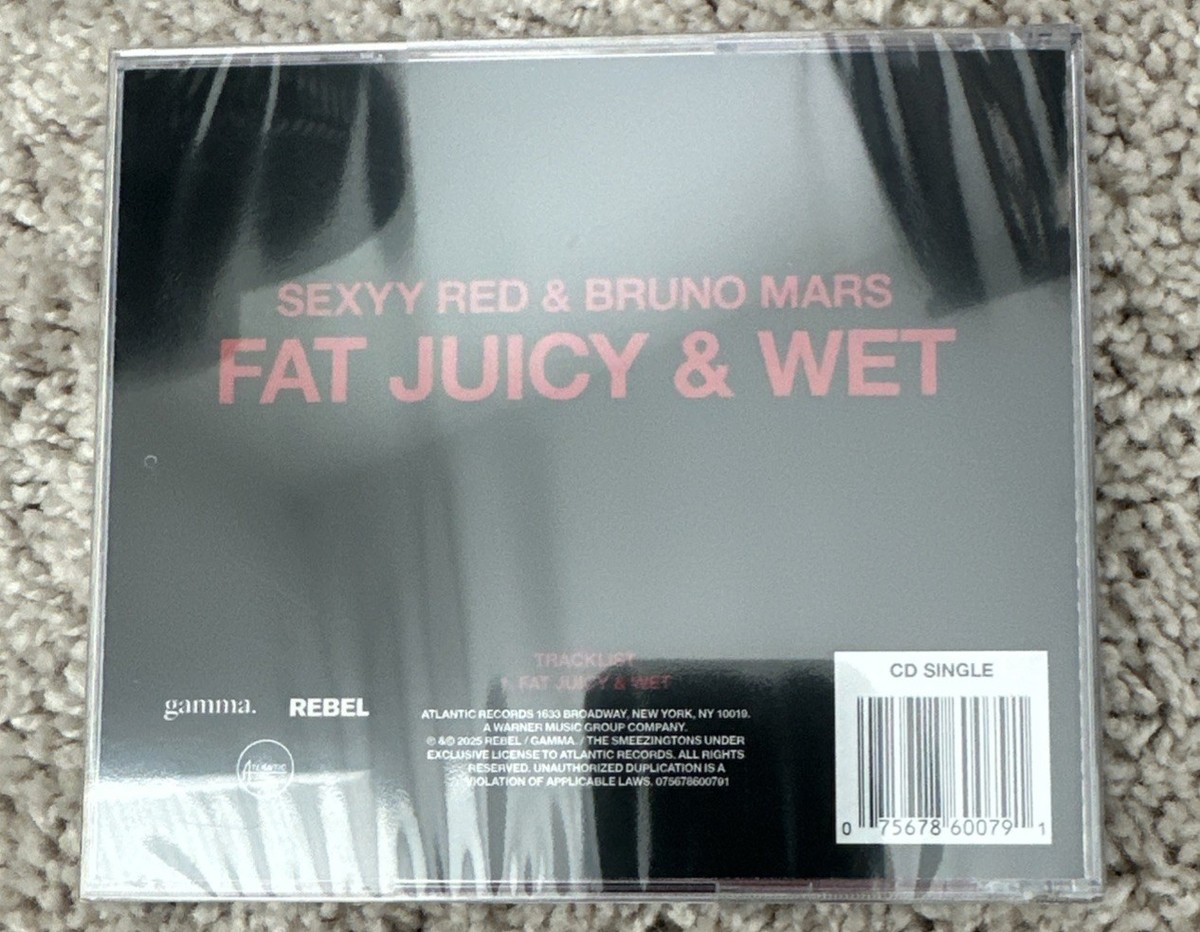 SEXYY RED & BRUNO MARS
FAT JUICY & WET
TRACKLIST
FAT JUICY & WET
gamma.
REBEL
ATLANTIC
ATLANTIC RECORDS 1633 BROADWAY, NEW YORK, NY 10019.
A WARNER MUSIC GROUP COMPANY.
℗ & © 2025 REBEL / GAMMA. / THE SMEEZINGTONS UNDER
EXCLUSIVE LICENSE TO ATLANTIC RECORDS. ALL RIGHTS
RESERVED. UNAUTHORIZED DUPLICATION IS A
VIOLATION OF APPLICABLE LAWS. 075678600791
CD SINGLE
0 75678 60079 1